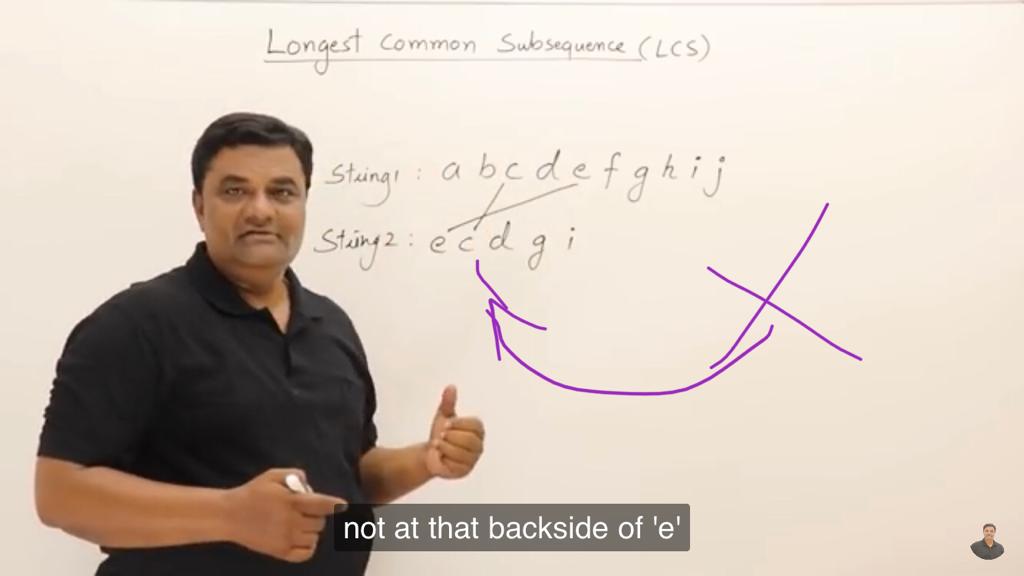 Longest Common Subsequence (LCS)
String1 : a b c d e f g h i j
String2 : e c d g i
not at that backside of 'e'